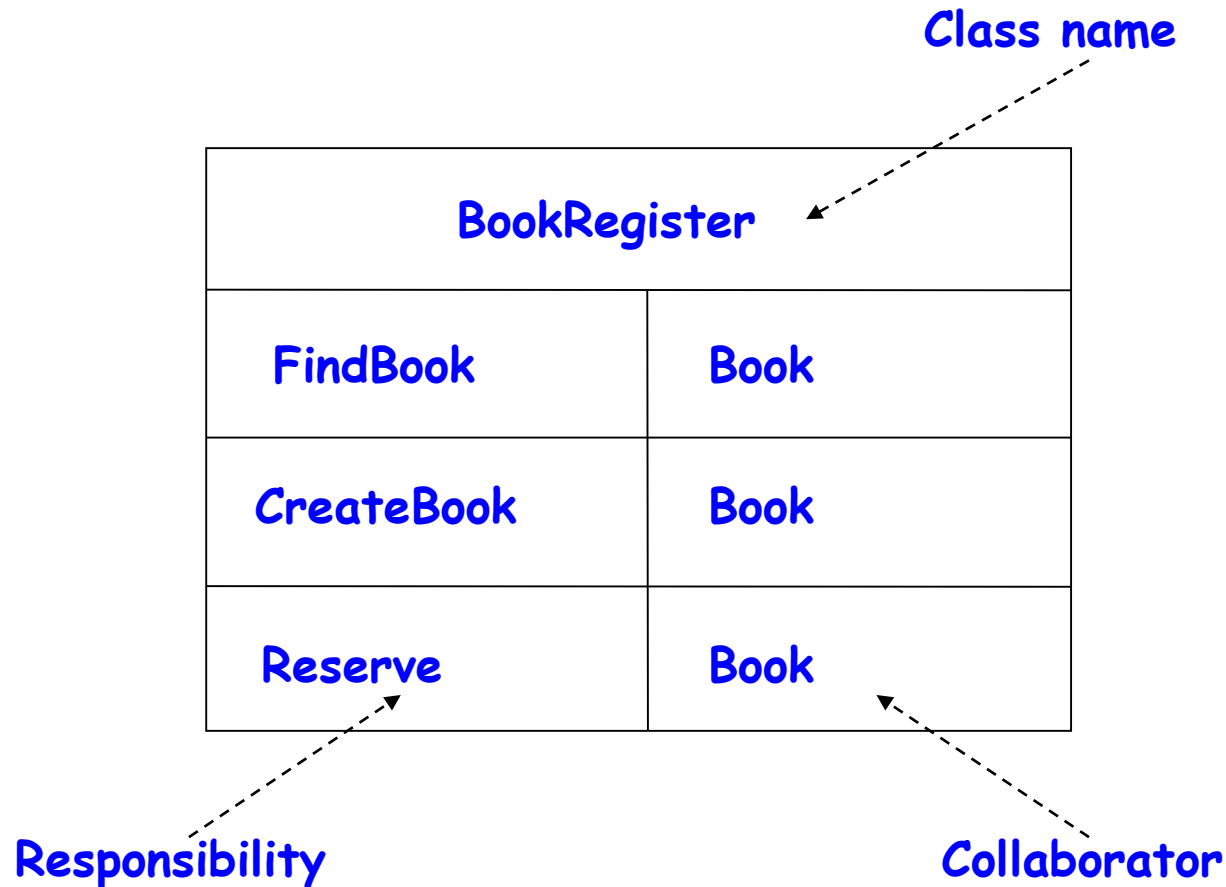 Class name
BookRegister
FindBook Book
CreateBook Book
Reserve Book
Responsibility Collaborator